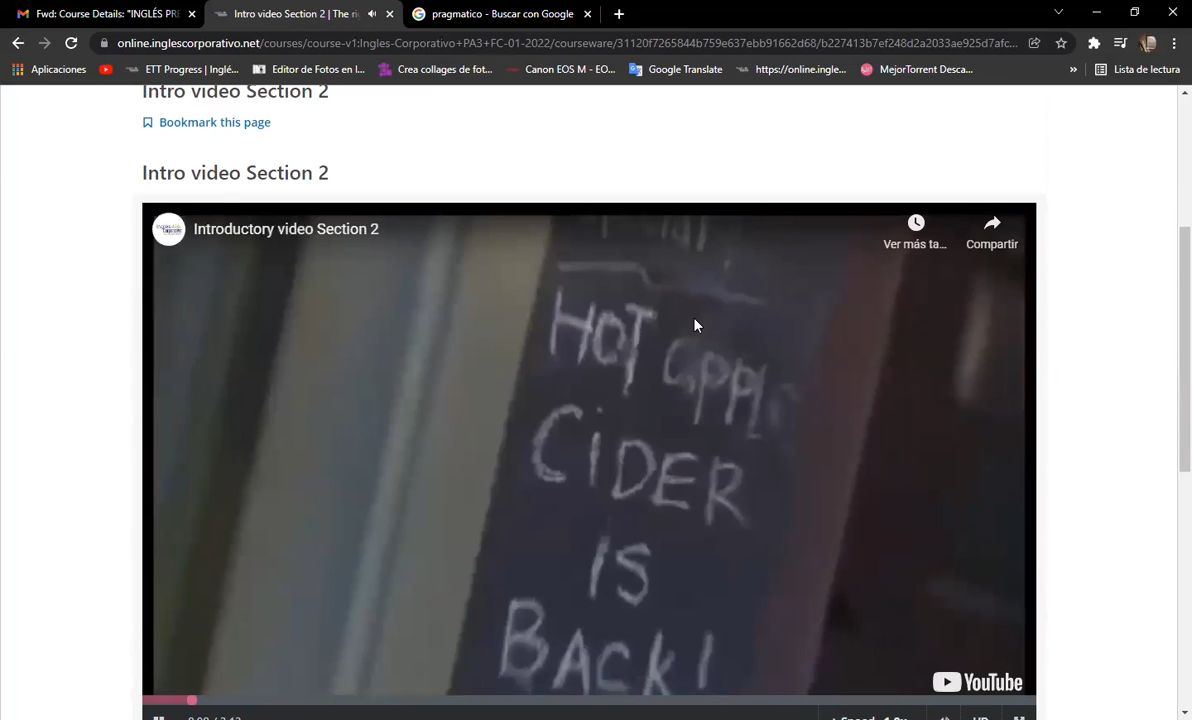 Fwd: Course Details: "INGLÉS PRE
Intro video Section 2 | The ri
pragmatico - Buscar con Google
online.inglescorporativo.net/courses/course-v1:Ingles-Corporativo+PA3+FC-01-2022/courseware/31120f7265844b759e637ebb91662d68/b227413b7ef248d2a2033ae925d7afc...
Aplicaciones
ETT Progress | Inglé...
Editor de Fotos en l...
Crea collages de fot...
Canon EOS M - EO...
Google Translate
https://online.ingle...
MejorTorrent Desca...
»
Lista de lectura
Intro video Section 2
Bookmark this page
Intro video Section 2
Introductory video Section 2
Ver más ta...
Compartir
HOT
CIDER
IS
BACK!
YouTube